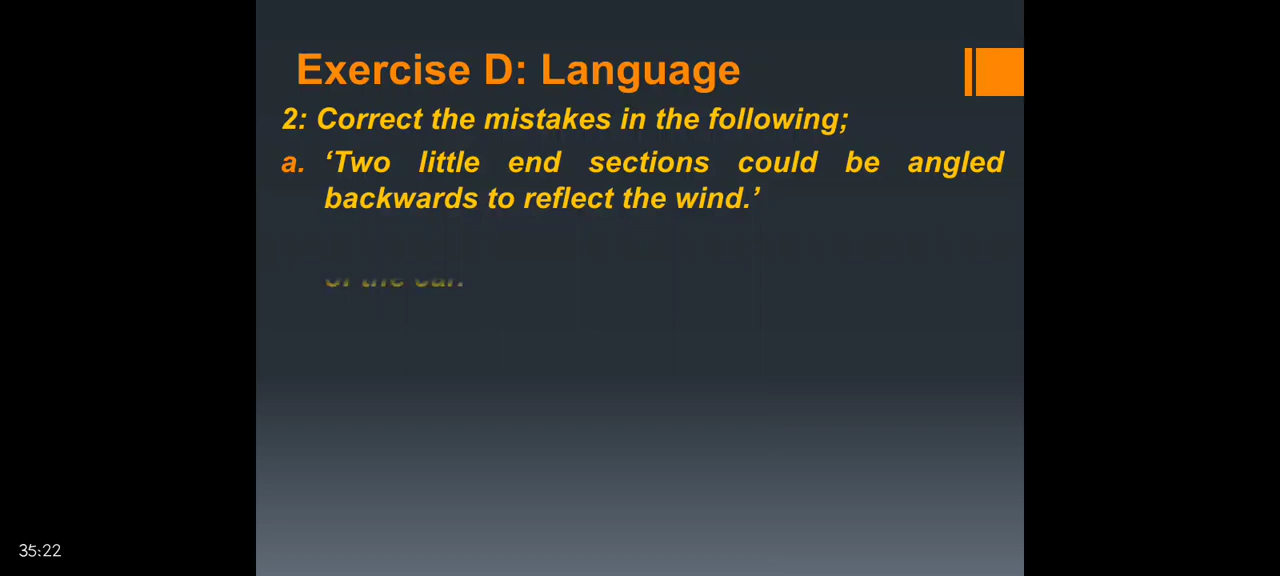 Exercise D: Language
2: Correct the mistakes in the following;
a. ‘Two little end sections could be angled
backwards to reflect the wind.’
of the car.
35:22